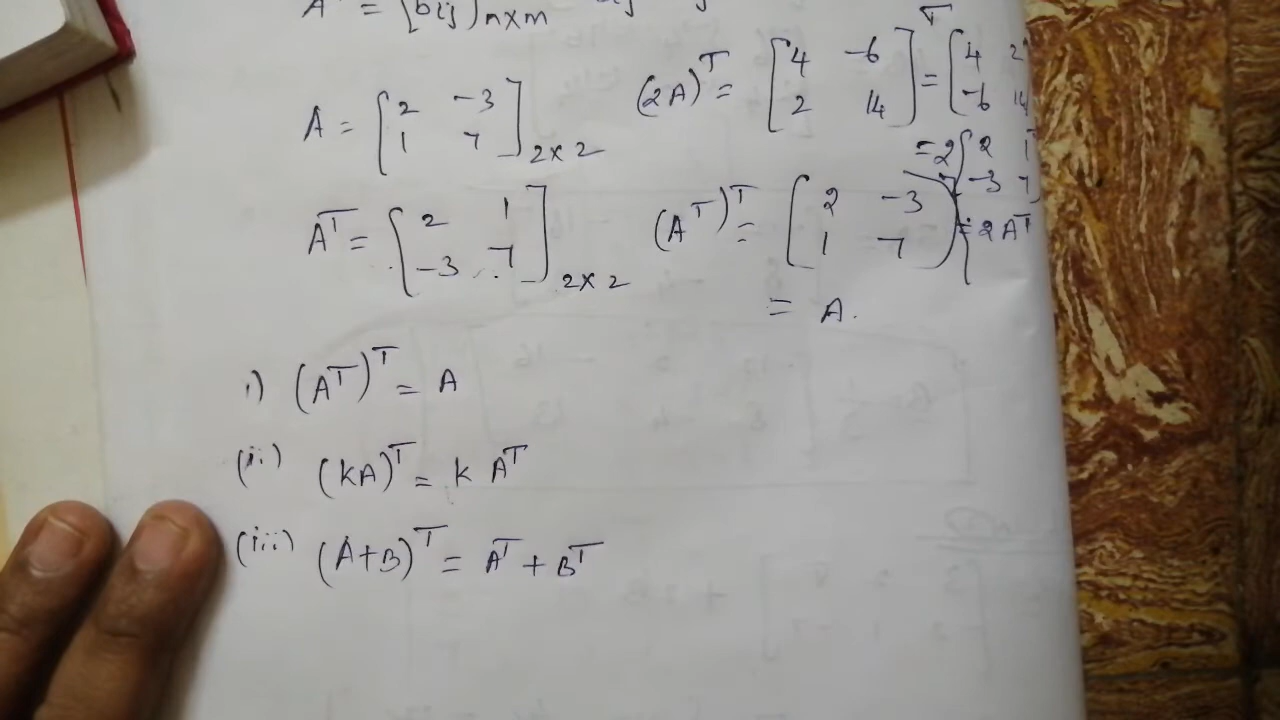 A = [bij]n×m
A = [2 -3
1 7]2×2
(2A)^T = [4 -6
2 14]^T = [4 2
-6 14
= 2[2 1
-3 7]
= 2A^T
A^T = [2 1
-3 7]2×2
(A^T)^T = [2 -3
1 7]
= A.
i) (A^T)^T = A
(ii) (kA)^T = k A^T
(iii) (A+B)^T = A^T + B^T